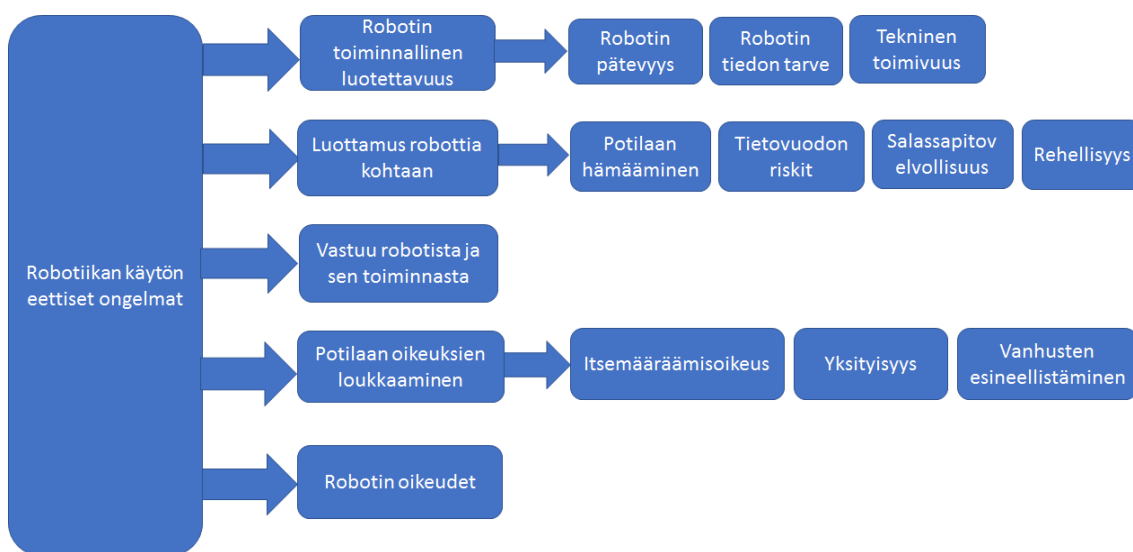 Robotiikan käytön
eettiset ongelmat
Robotin
toiminnallinen
luotettavuus
Robotin
pätevyys
Robotin
tiedon tarve
Tekninen
toimivuus
Luottamus robottia
kohtaan
Potilaan
hämääminen
Tietovuodon
riskit
Salassapitov
elvollisuus
Rehellisyys
Vastuu robotista ja
sen toiminnasta
Potilaan oikeuksien
loukkaaminen
Itsemääräämisoikeus
Yksityisyys
Vanhusten
esineellistäminen
Robotin oikeudet